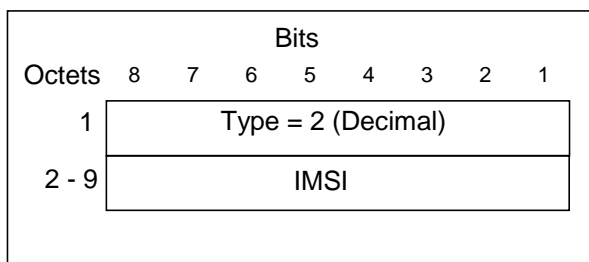 Bits
Octets 8 7 6 5 4 3 2 1
1 Type = 2 (Decimal)
2 - 9 IMSI